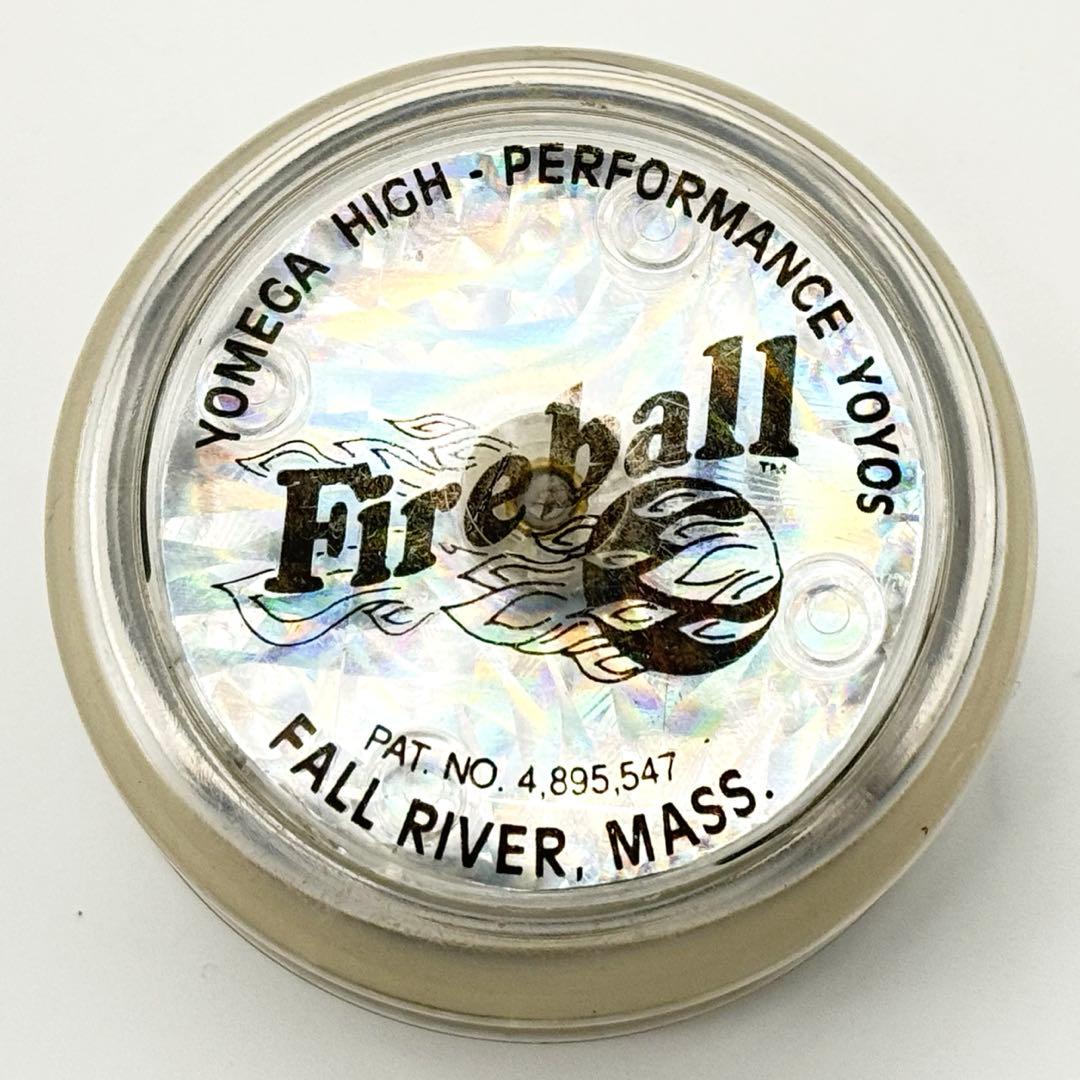 YOMEGA HIGH - PERFORMANCE YOYOS
Fireball™
PAT. NO. 4,895,547
FALL RIVER, MASS.